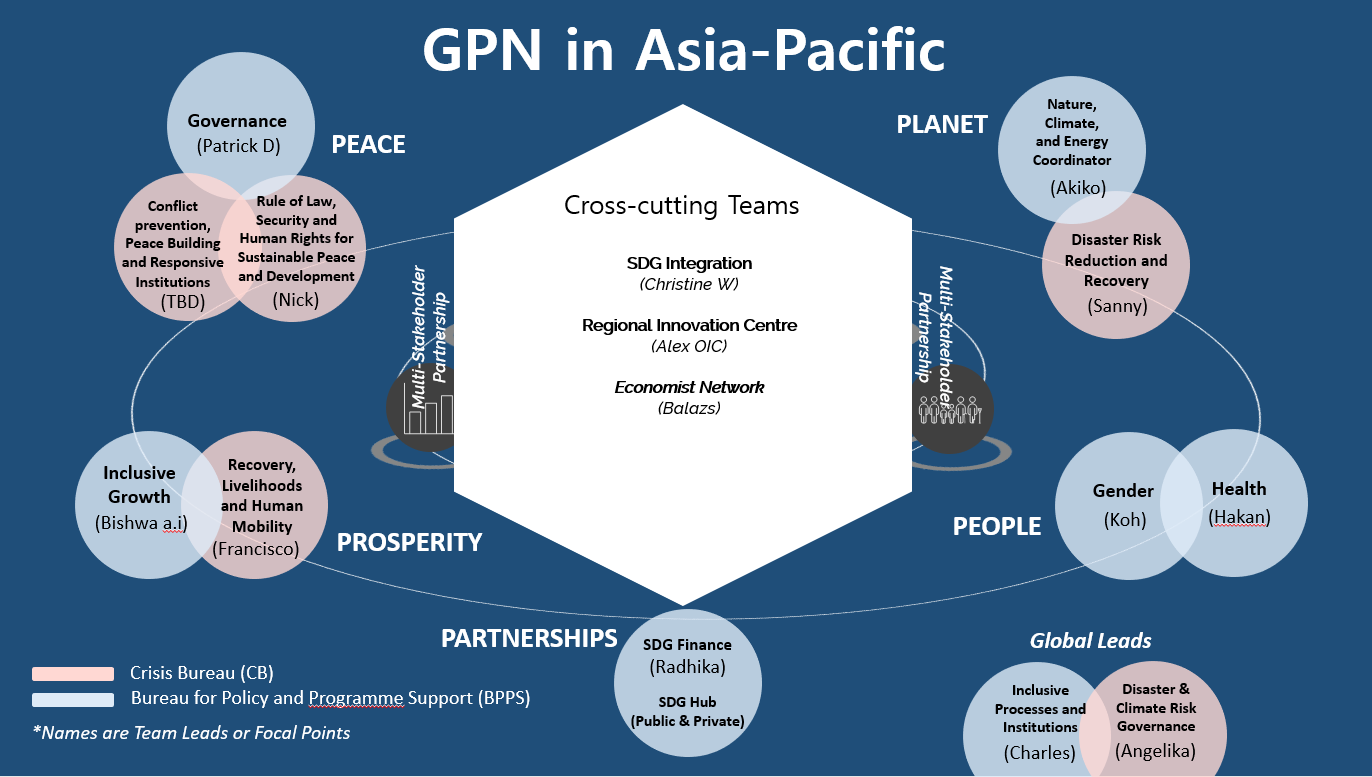 GPN in Asia-Pacific
Governance
(Patrick D)
PEACE
Conflict
prevention,
Peace Building
and Responsive
Institutions
(TBD)
Rule of Law,
Security and
Human Rights for
Sustainable Peace
and Development
(Nick)
PLANET
Nature,
Climate,
and Energy
Coordinator
(Akiko)
Disaster Risk
Reduction and
Recovery
(Sanny)
Multi-Stakeholder
Partnership
Cross-cutting Teams
SDG Integration
(Christine W)
Regional Innovation Centre
(Alex OIC)
Economist Network
(Balazs)
Multi-Stakeholder
Partnership
Inclusive
Growth
(Bishwa a.i)
Recovery,
Livelihoods
and Human
Mobility
(Francisco)
PROSPERITY
PEOPLE
Gender
(Koh)
Health
(Hakan)
PARTNERSHIPS
SDG Finance
(Radhika)
SDG Hub
(Public & Private)
Global Leads
Inclusive
Processes and
Institutions
(Charles)
Disaster &
Climate Risk
Governance
(Angelika)
Crisis Bureau (CB)
Bureau for Policy and Programme Support (BPPS)
*Names are Team Leads or Focal Points